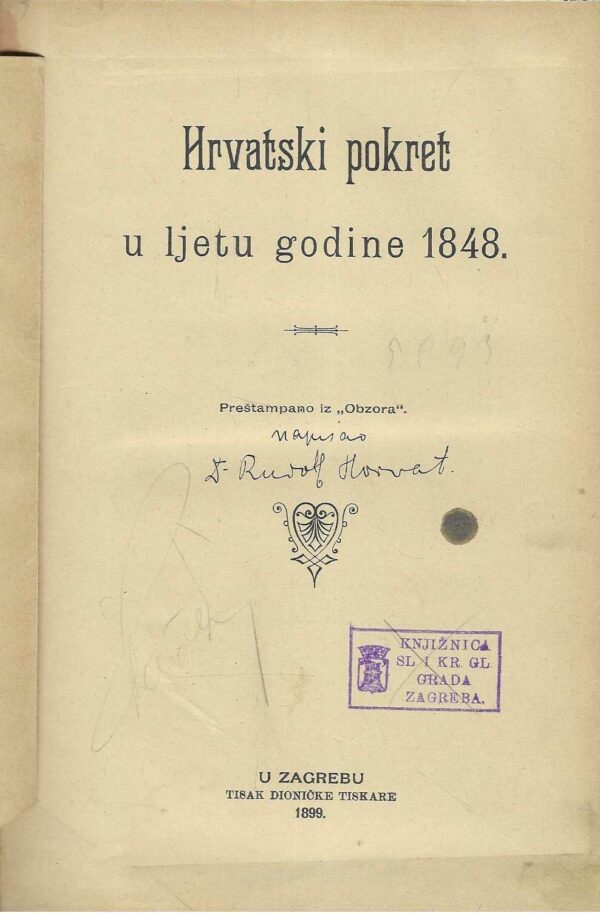 Hrvatski pokret
u ljetu godine 1848.
Preštampano iz „Obzora“.
napisao
Dr Rudolf Horvat.
KNJIŽNICA
SL. I KR. GL.
GRADA
ZAGREBA.
U ZAGREBU
TISAK DIONIČKE TISKARE
1899.